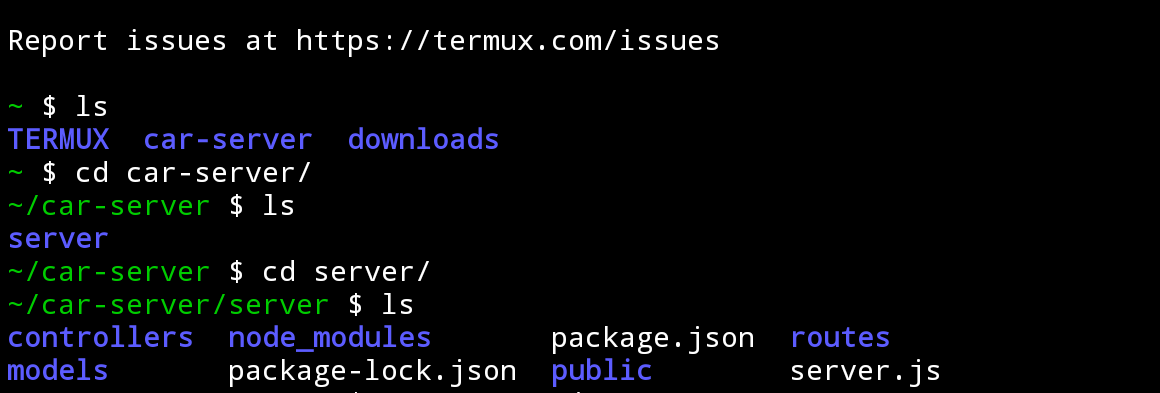 Report issues at https://termux.com/issues
~ $ ls
TERMUX  car-server  downloads
~ $ cd car-server/
~/car-server $ ls
server
~/car-server $ cd server/
~/car-server/server $ ls
controllers  node_modules       package.json  routes
models       package-lock.json  public        server.js